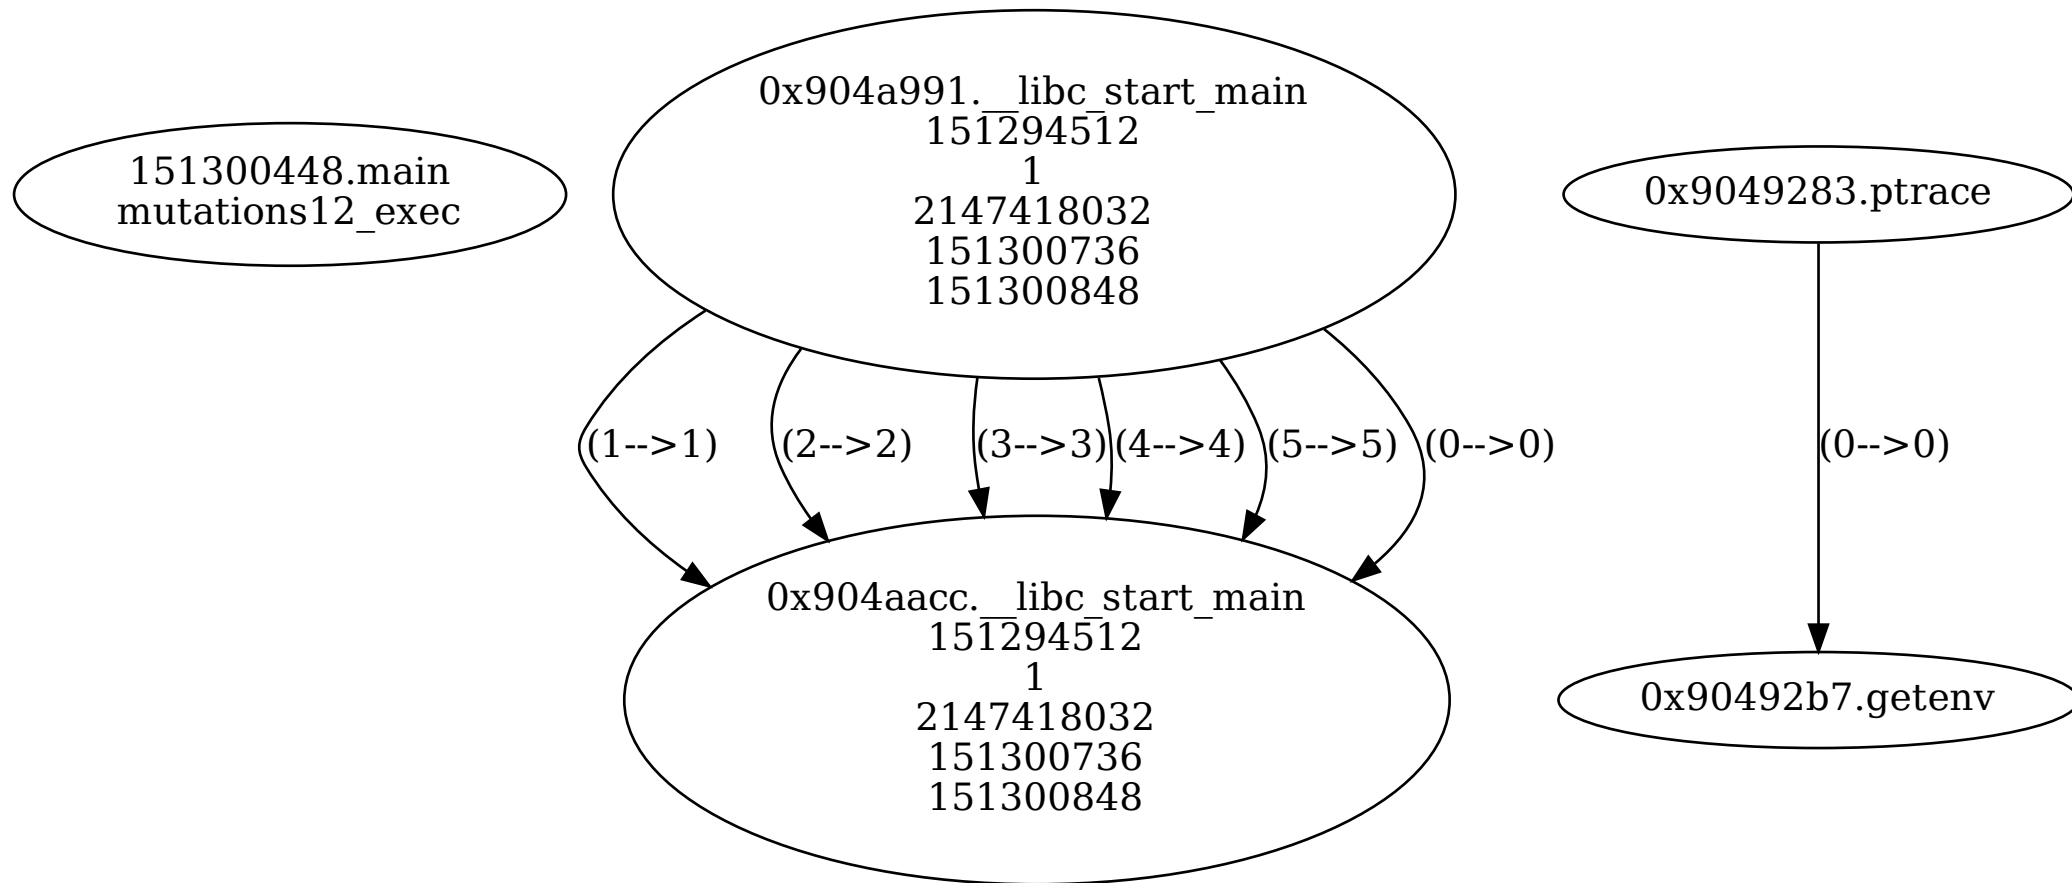 151300448.main
mutations12_exec
0x904a991.__libc_start_main
151294512
1
2147418032
151300736
151300848
0x9049283.ptrace
(1-->1)
(2-->2)
(3-->3)
(4-->4)
(5-->5)
(0-->0)
(0-->0)
0x904aacc.__libc_start_main
151294512
1
2147418032
151300736
151300848
0x90492b7.getenv